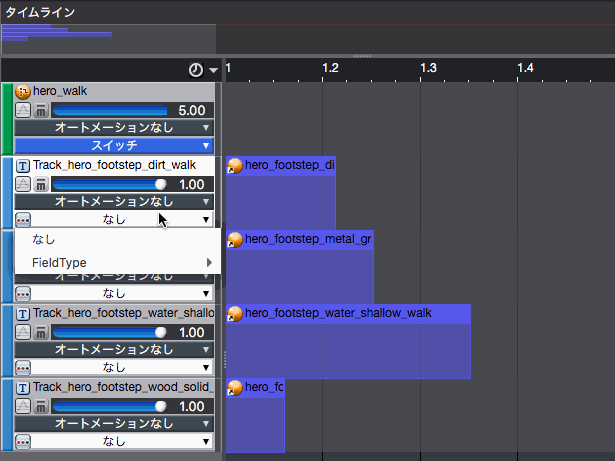 タイムライン
1 1.2 1.3 1.4
hero_walk
5.00
オートメーションなし
スイッチ
T Track_hero_footstep_dirt_walk
m 1.00
オートメーションなし
なし
なし
FieldType
オートメーションなし
なし
T Track_hero_footstep_water_shallo
m 1.00
オートメーションなし
なし
T Track_hero_footstep_wood_solid_
m 1.00
オートメーションなし
なし
hero_footstep_di
hero_footstep_metal_gr
hero_footstep_water_shallow_walk
hero_fo